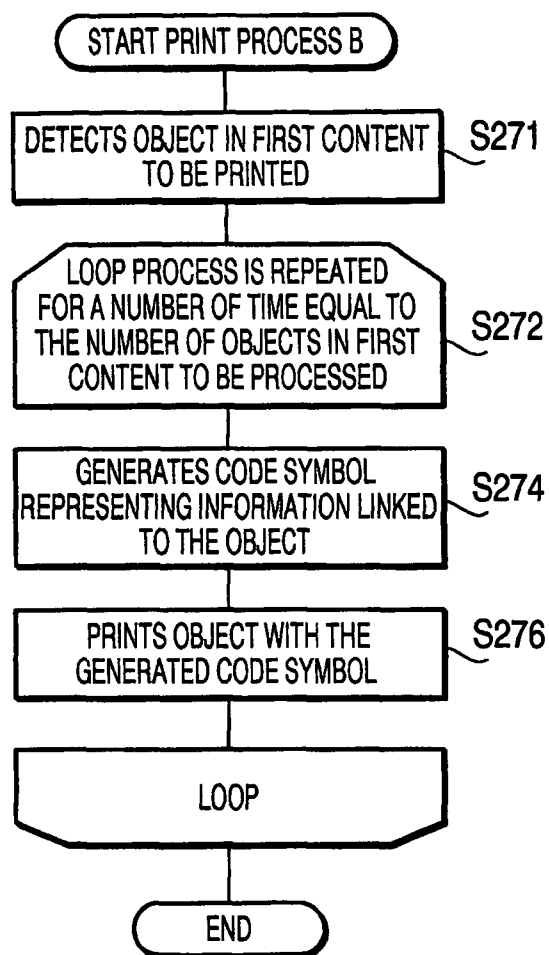 START PRINT PROCESS B
DETECTS OBJECT IN FIRST CONTENT
TO BE PRINTED
S271
LOOP PROCESS IS REPEATED
FOR A NUMBER OF TIME EQUAL TO
THE NUMBER OF OBJECTS IN FIRST
CONTENT TO BE PROCESSED
S272
GENERATES CODE SYMBOL
REPRESENTING INFORMATION LINKED
TO THE OBJECT
S274
PRINTS OBJECT WITH THE
GENERATED CODE SYMBOL
S276
LOOP
END